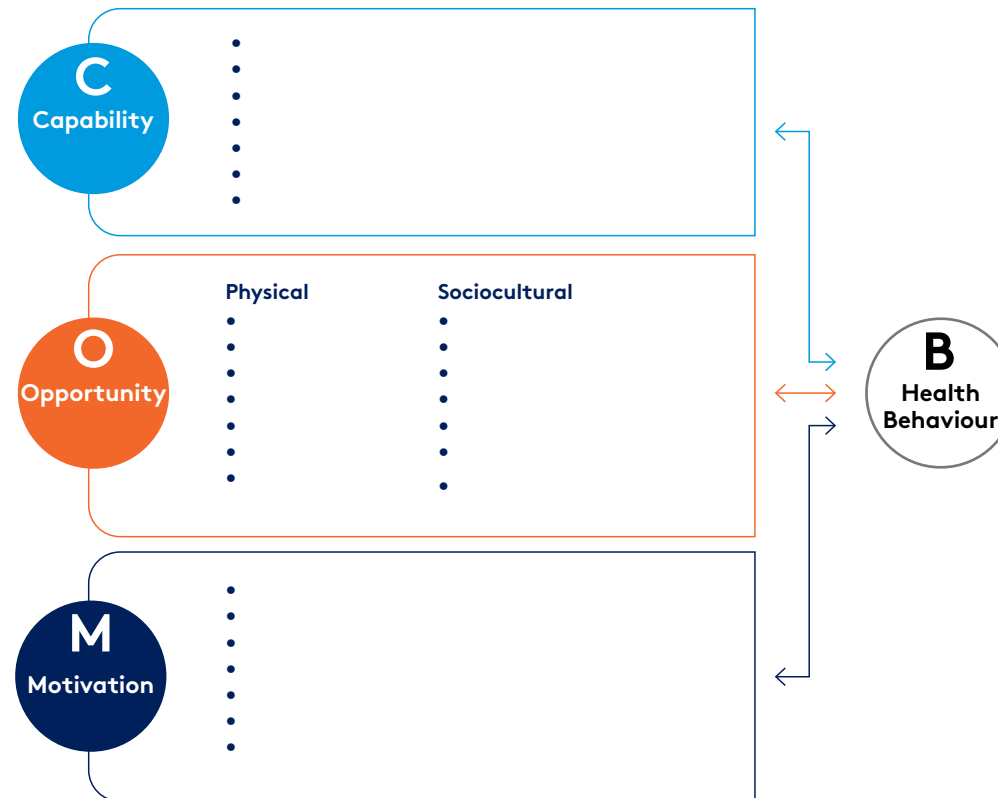 C
Capability
Physical
Sociocultural
O
Opportunity
B
Health
Behaviour
M
Motivation